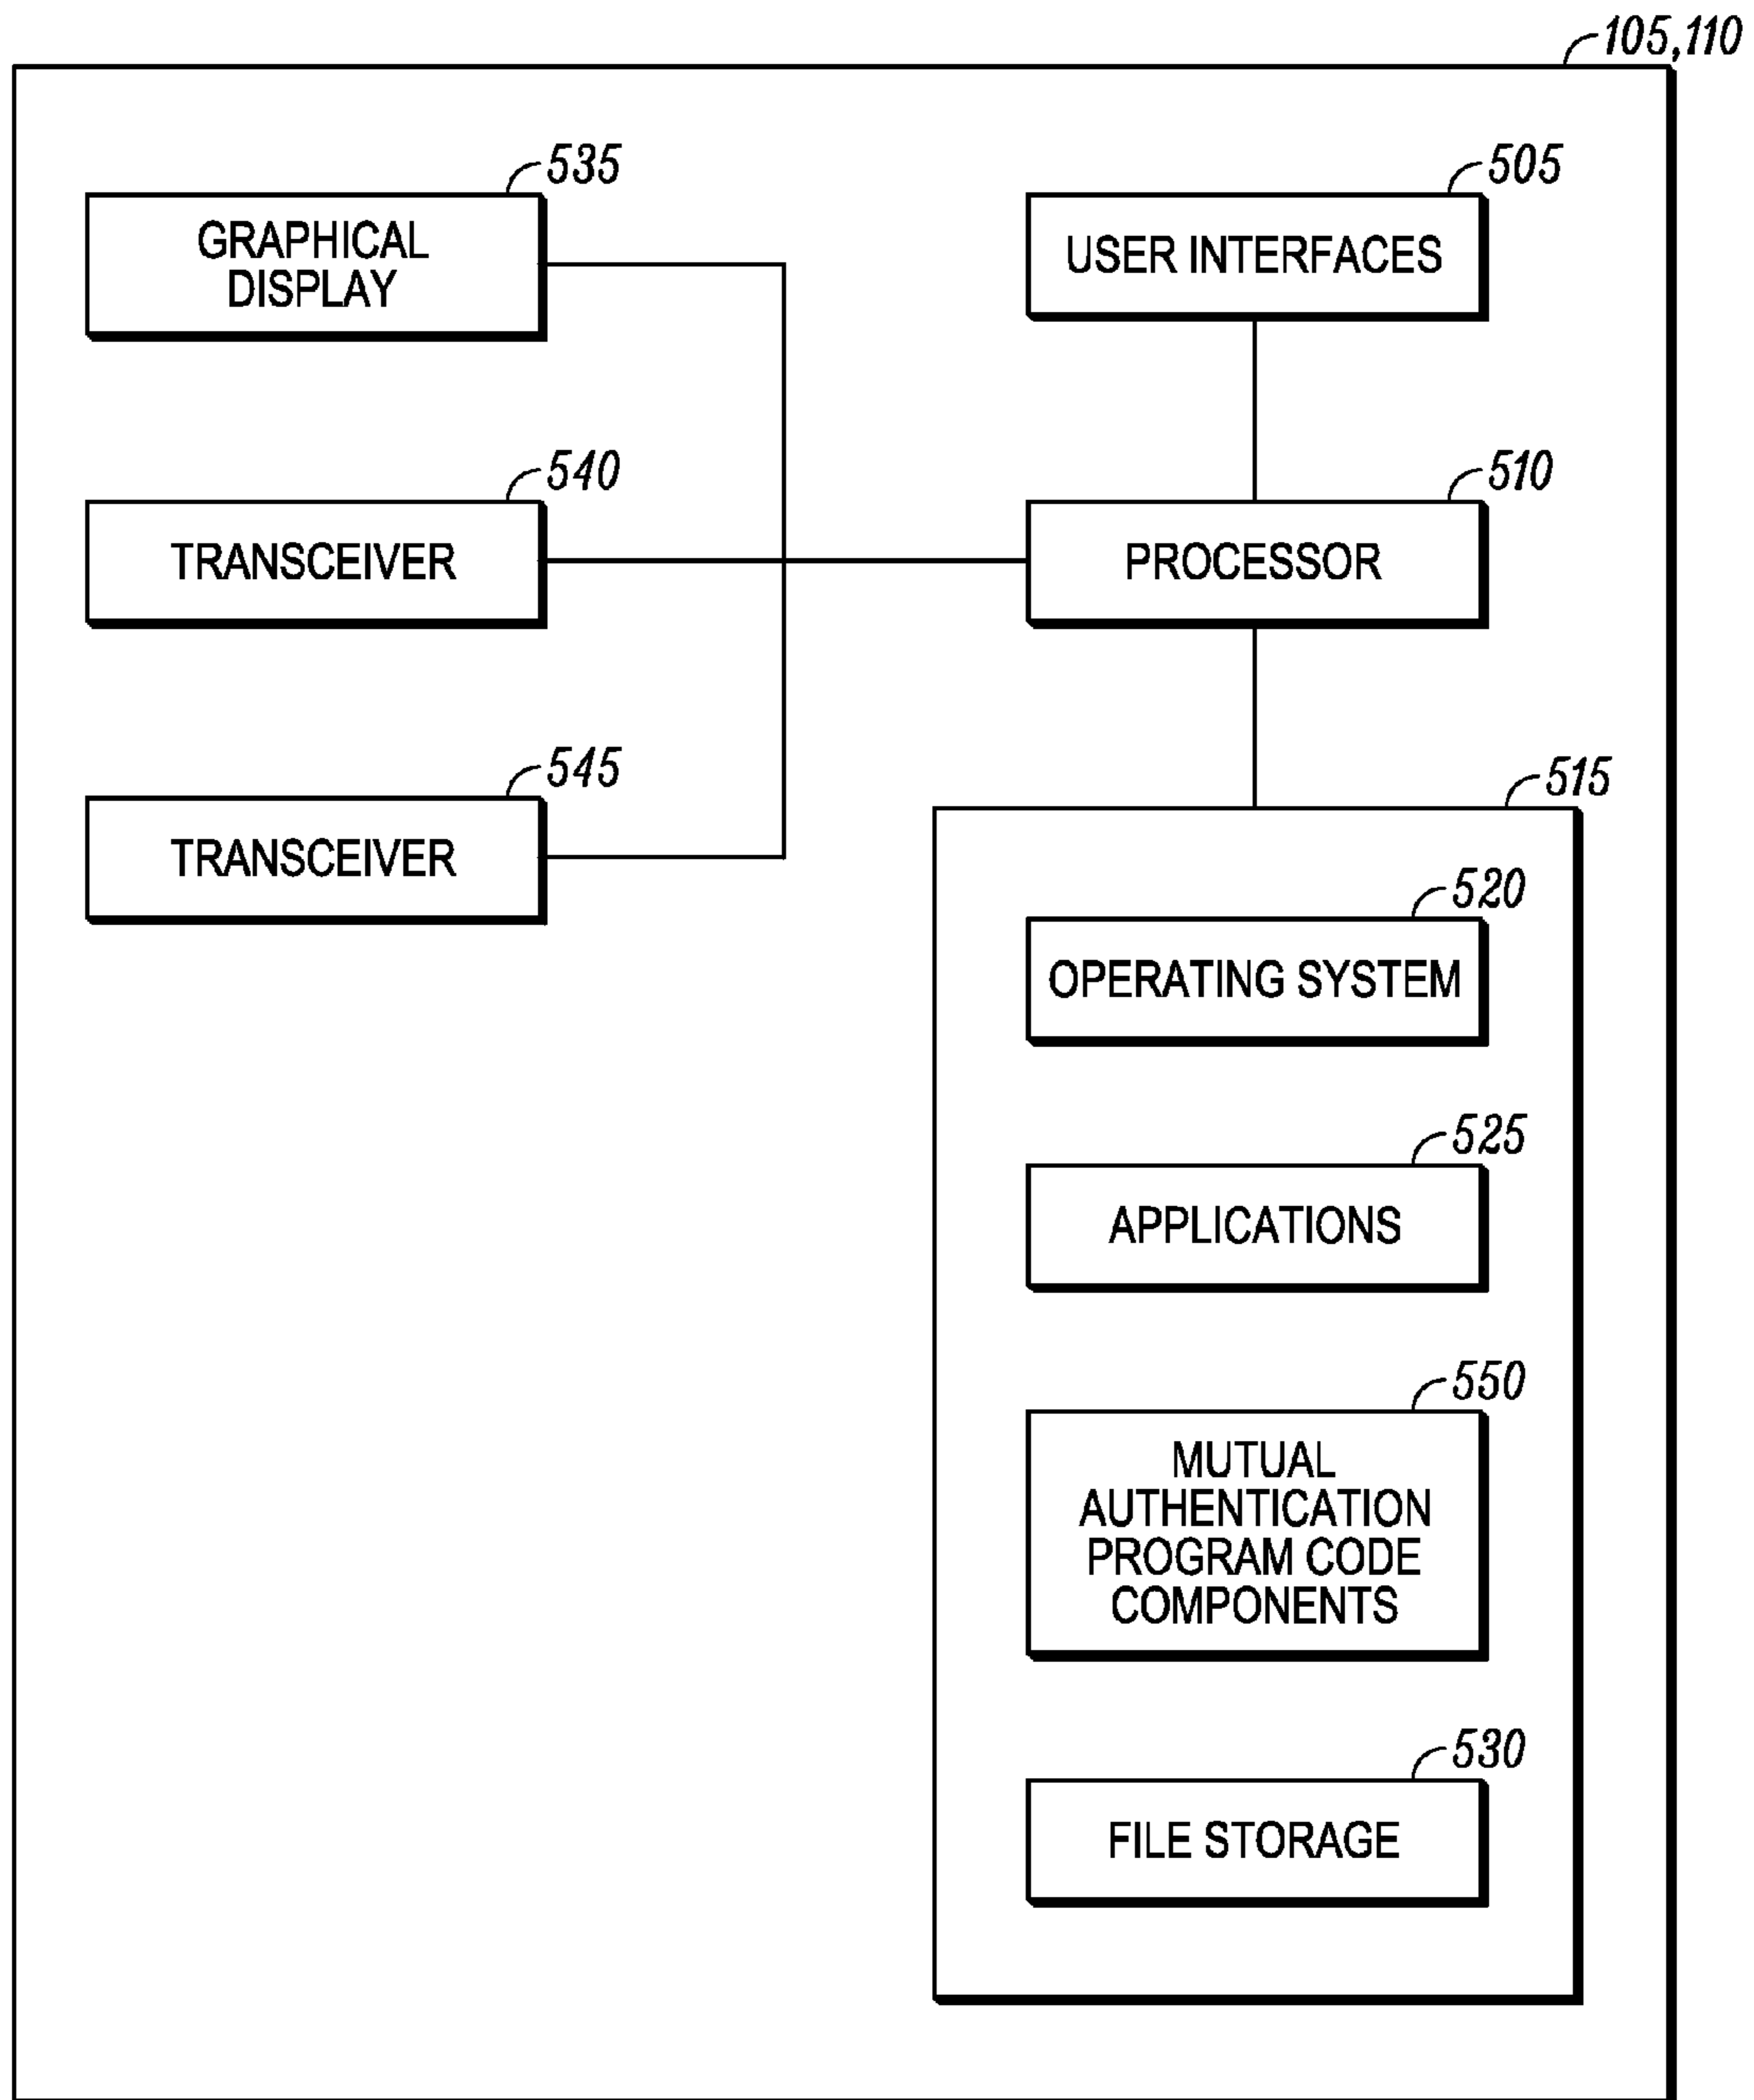 105,110
535
GRAPHICAL
DISPLAY
505
USER INTERFACES
540
TRANSCEIVER
510
PROCESSOR
545
TRANSCEIVER
515
520
OPERATING SYSTEM
525
APPLICATIONS
550
MUTUAL
AUTHENTICATION
PROGRAM CODE
COMPONENTS
530
FILE STORAGE